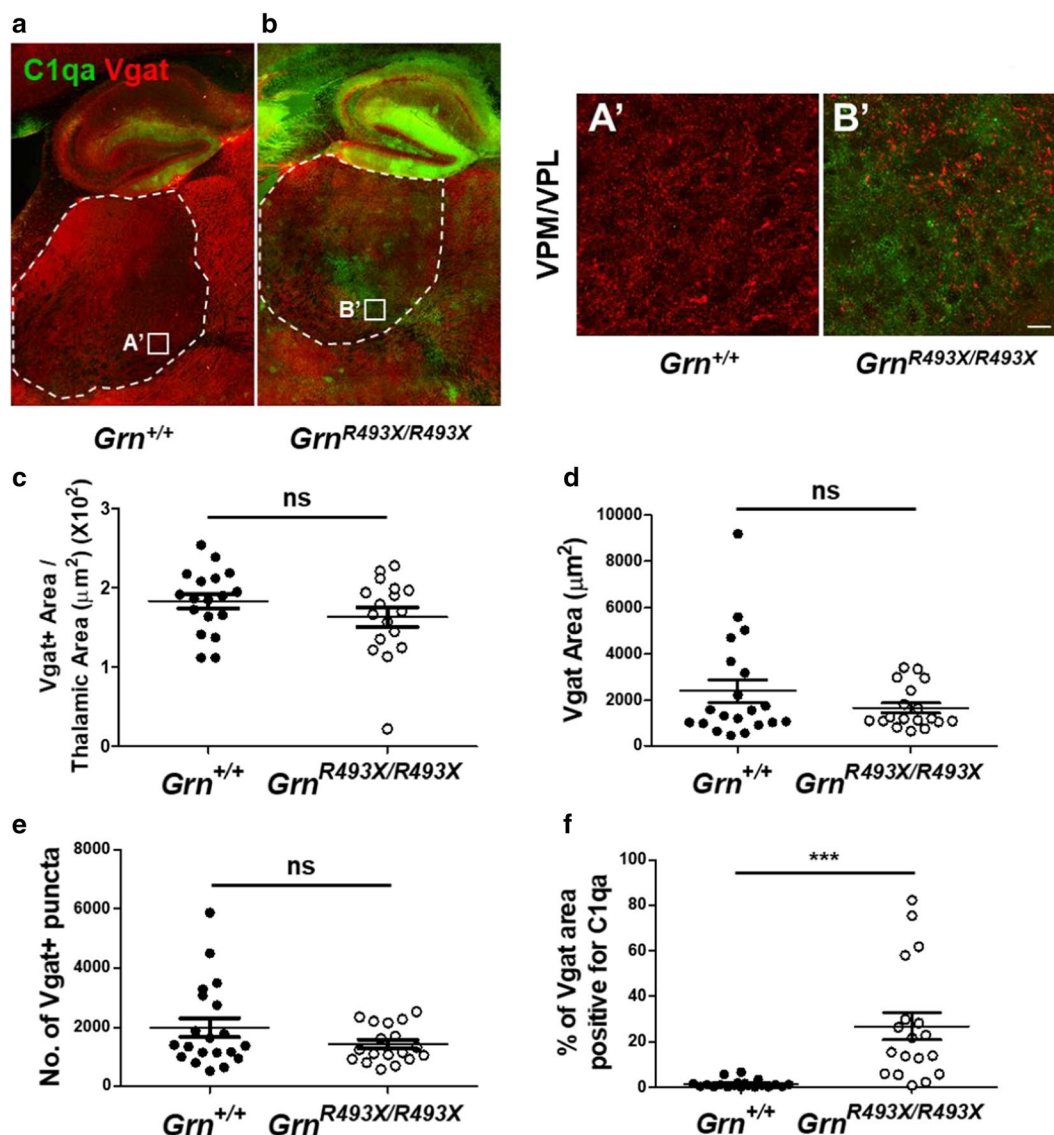 a
b
C1qa Vgat
A'
B'
Grn+/+
GrnR493X/R493X
VPM/VPL
A'
B'
Grn+/+
GrnR493X/R493X
c
ns
Vgat+ Area /
Thalamic Area (μm2) (X102)
3
2
1
0
Grn+/+
GrnR493X/R493X
d
ns
Vgat Area (μm2)
10000
8000
6000
4000
2000
0
Grn+/+
GrnR493X/R493X
e
ns
No. of Vgat+ puncta
8000
6000
4000
2000
0
Grn+/+
GrnR493X/R493X
f
***
% of Vgat area
positive for C1qa
100
80
60
40
20
0
Grn+/+
GrnR493X/R493X